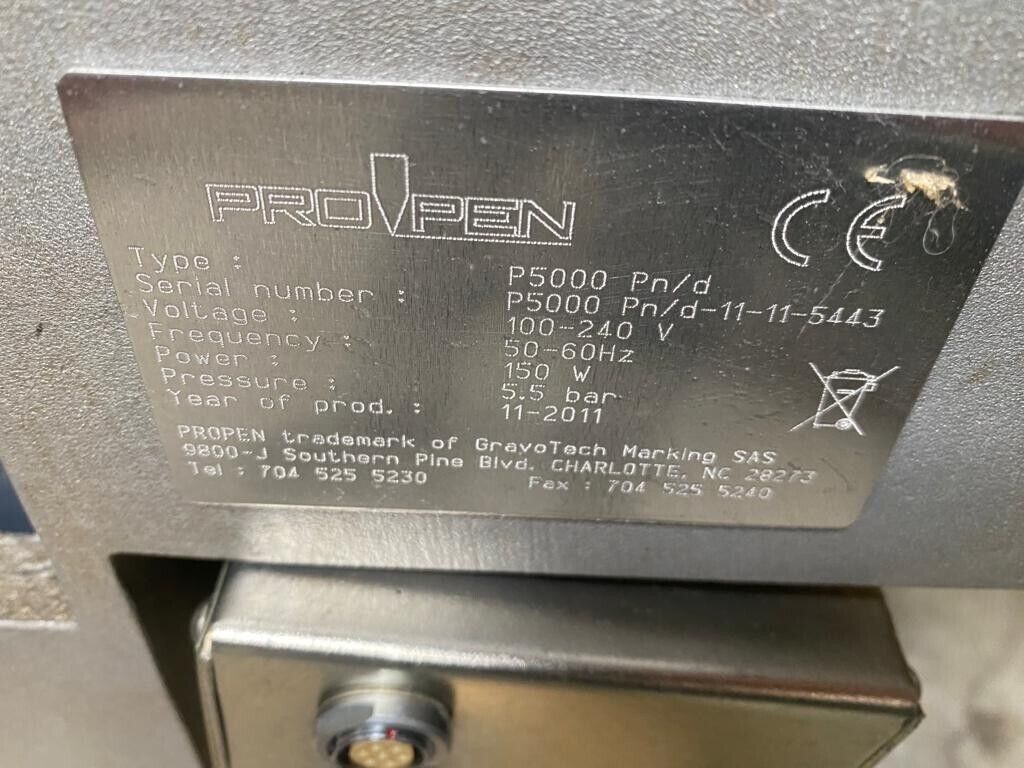 PROPEN
CE
Type : P5000 Pn/d
Serial number : P5000 Pn/d-11-11-5443
Voltage : 100-240 V
Frequency : 50-60Hz
Power : 150 W
Pressure : 5.5 bar
Year of prod. : 11-2011
PROPEN trademark of GravoTech Marking SAS
9800-J Southern Pine Blvd. CHARLOTTE, NC 28273
Tel : 704 525 5230 Fax : 704 525 5240